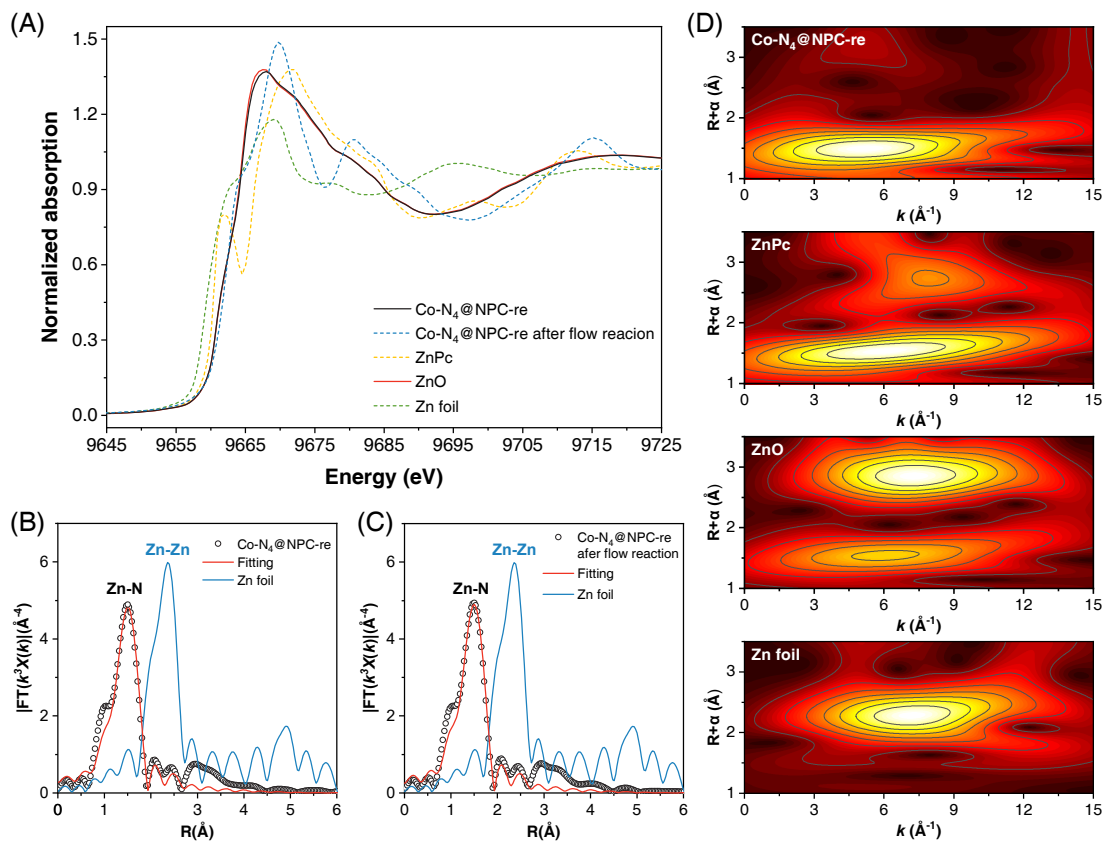 (A)
Normalized absorption
1.5
1.2
0.9
0.6
0.3
0.0
Co-N₄@NPC-re
Co-N₄@NPC-re after flow reacion
ZnPc
ZnO
Zn foil
9645 9655 9665 9675 9685 9695 9705 9715 9725
Energy (eV)
(B)
|FT(k³X(k)|(Å⁻⁴)
6
4
2
0
Zn-N
Zn-Zn
Co-N₄@NPC-re
Fitting
Zn foil
0 1 2 3 4 5 6
R(Å)
(C)
|FT(k³X(k)|(Å⁻⁴)
6
4
2
0
Zn-N
Zn-Zn
Co-N₄@NPC-re
afer flow reaction
Fitting
Zn foil
0 1 2 3 4 5 6
R(Å)
(D)
Co-N₄@NPC-re
R+α (Å)
3
2
1
0 3 6 9 12 15
k (Å⁻¹)
ZnPc
R+α (Å)
3
2
1
0 3 6 9 12 15
k (Å⁻¹)
ZnO
R+α (Å)
3
2
1
0 3 6 9 12 15
k (Å⁻¹)
Zn foil
R+α (Å)
3
2
1
0 3 6 9 12 15
k (Å⁻¹)